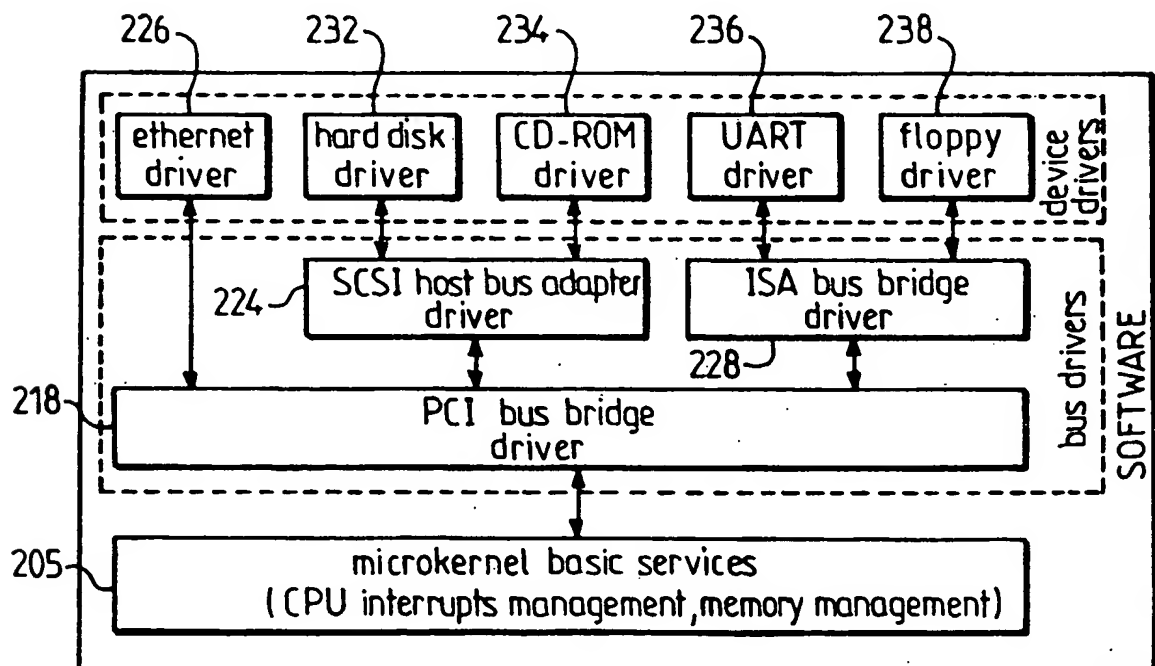 226 232 234 236 238
ethernet driver
hard disk driver
CD-ROM driver
UART driver
floppy driver
device drivers
224
SCSI host bus adapter driver
ISA bus bridge driver
228
218
PCI bus bridge driver
bus drivers
SOFTWARE
205
microkernel basic services
(CPU interrupts management, memory management)